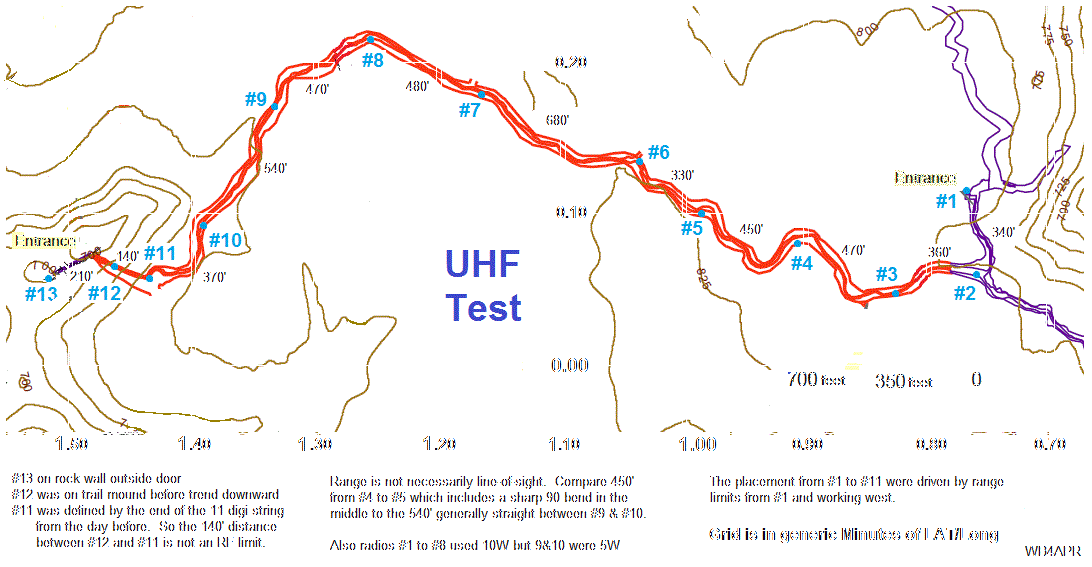 800
775
750
775
725
700
0.20
#8
470'
480'
#9
#7
680'
540'
#6
330'
Entrance
#1
0.10
#5
450'
340'
#10
Entrance
#11
140'
#4
470'
360'
UHF
Test
210'
370'
#13
#12
#3
#2
825
0.00
700 feet 350 feet 0
1.50 1.40 1.30 1.20 1.10 1.00 0.90 0.80 0.70
#13 on rock wall outside door
#12 was on trail mound before trend downward
#11 was defined by the end of the 11 digi string
from the day before. So the 140' distance
between #12 and #11 is not an RF limit.
Range is not necessarily line-of-sight. Compare 450'
from #4 to #5 which includes a sharp 90 bend in the
middle to the 540' generally straight between #9 & #10.
Also radios #1 to #8 used 10W but 9&10 were 5W
The placement from #1 to #11 were driven by range
limits from #1 and working west.
Grid is in generic Minutes of LAT/Long
WB4APR